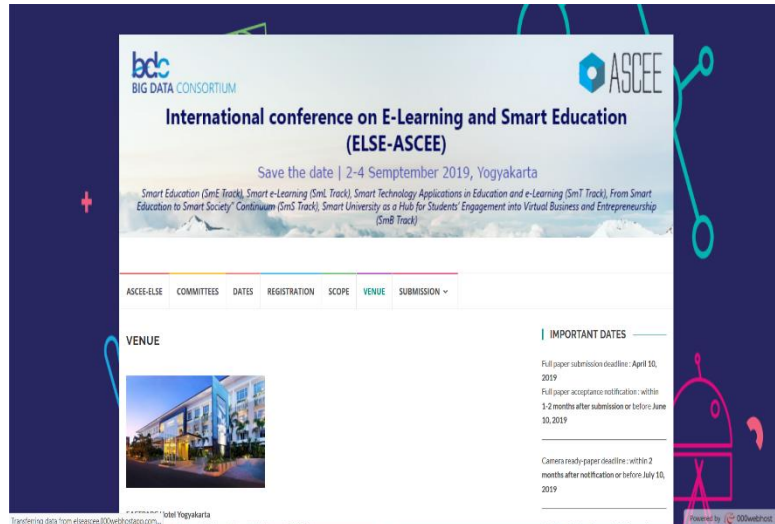 bdc
BIG DATA CONSORTIUM
ASCEE
International conference on E-Learning and Smart Education
(ELSE-ASCEE)
Save the date | 2-4 Semptember 2019, Yogyakarta
Smart Education (SmE Track), Smart e-Learning (SmL Track), Smart Technology Applications in Education and e-Learning (SmT Track), From Smart
Education to Smart Society" Continuum (SmS Track), Smart University as a Hub for Students' Engagement into Virtual Business and Entrepreneurship
(SmB Track)
ASCEE-ELSE COMMITTEES DATES REGISTRATION SCOPE VENUE SUBMISSION
VENUE
IMPORTANT DATES
Full paper submission deadline : April 10,
2019
Full paper acceptance notification : within
1-2 months after submission or before June
10, 2019
Camera ready-paper deadline : within 2
months after notification or before July 10,
2019
Hotel Yogyakarta
Transferring data from elseascee.000webhostapp.com...
Powered by 000webhost